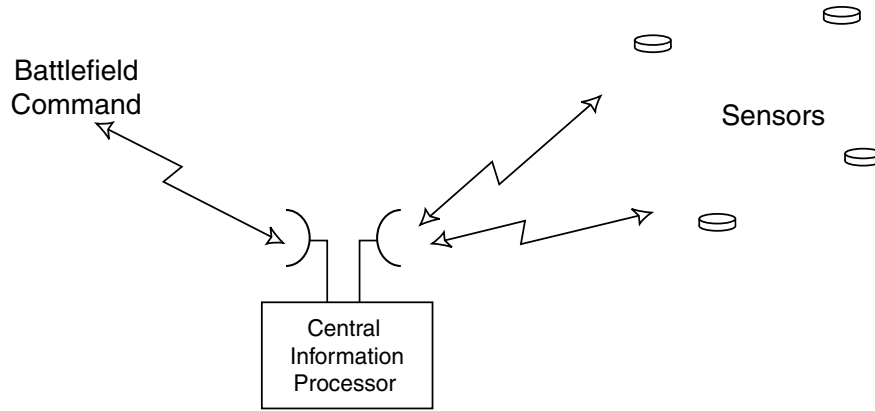 Battlefield
Command
Sensors
Central
Information
Processor